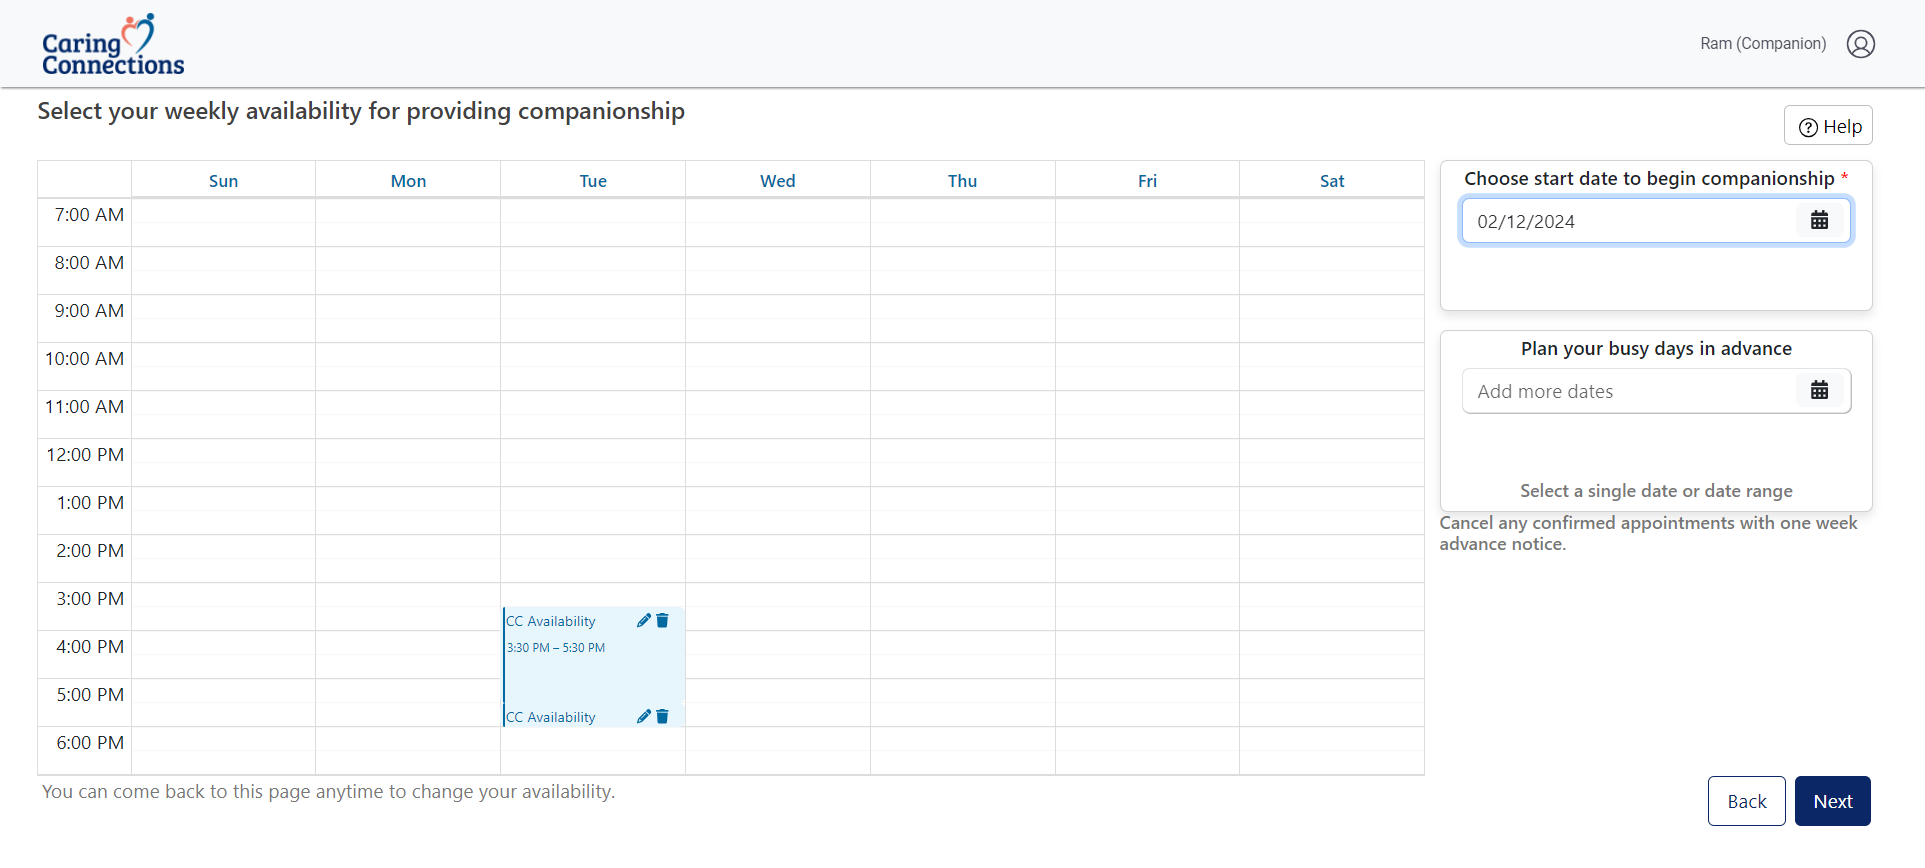 Caring
Connections
Ram (Companion)
Select your weekly availability for providing companionship
Help
Sun Mon Tue Wed Thu Fri Sat
7:00 AM
8:00 AM
9:00 AM
10:00 AM
11:00 AM
12:00 PM
1:00 PM
2:00 PM
3:00 PM
4:00 PM
5:00 PM
6:00 PM
CC Availability
3:30 PM – 5:30 PM
CC Availability
You can come back to this page anytime to change your availability.
Choose start date to begin companionship *
02/12/2024
Plan your busy days in advance
Add more dates
Select a single date or date range
Cancel any confirmed appointments with one week
advance notice.
Back
Next